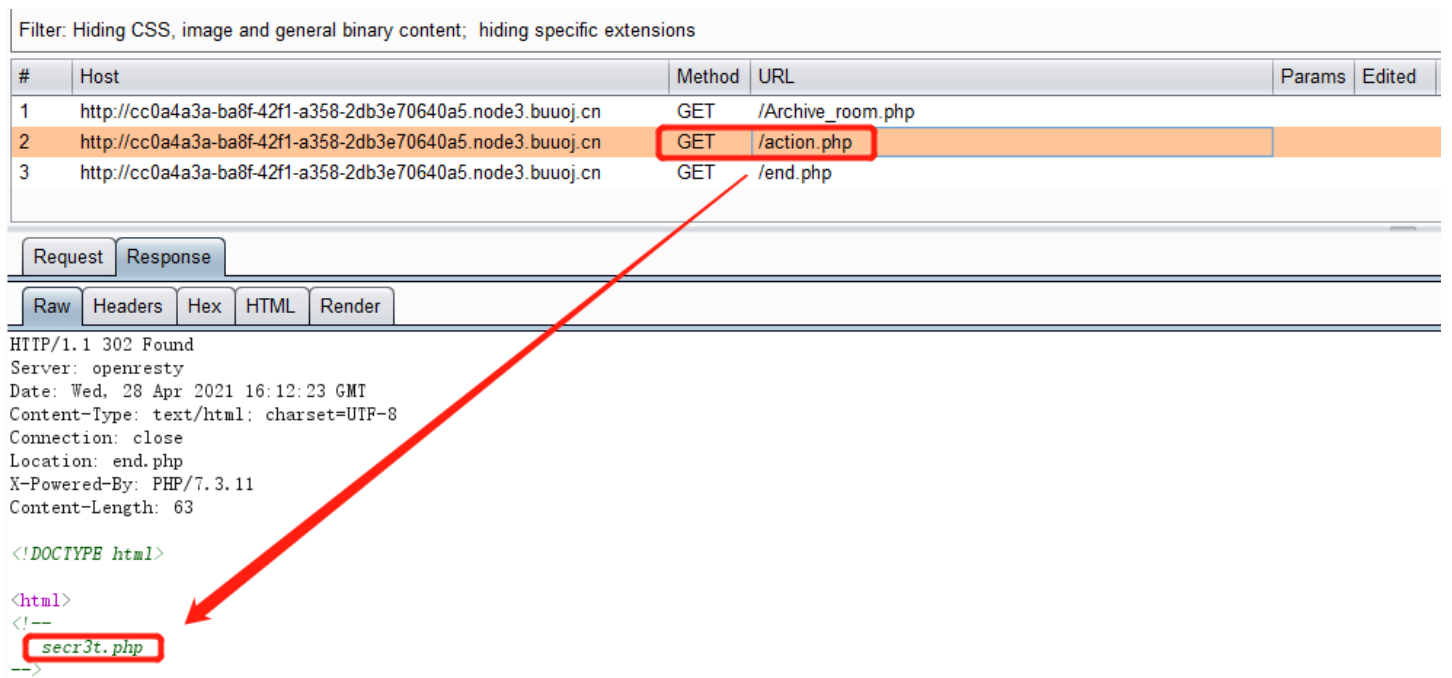 Filter: Hiding CSS, image and general binary content; hiding specific extensions
# Host Method URL Params Edited
1 http://cc0a4a3a-ba8f-42f1-a358-2db3e70640a5.node3.buuoj.cn GET /Archive_room.php
2 http://cc0a4a3a-ba8f-42f1-a358-2db3e70640a5.node3.buuoj.cn GET /action.php
3 http://cc0a4a3a-ba8f-42f1-a358-2db3e70640a5.node3.buuoj.cn GET /end.php
Request Response
Raw Headers Hex HTML Render
HTTP/1.1 302 Found
Server: openresty
Date: Wed, 28 Apr 2021 16:12:23 GMT
Content-Type: text/html; charset=UTF-8
Connection: close
Location: end.php
X-Powered-By: PHP/7.3.11
Content-Length: 63
<!DOCTYPE html>
<html>
<!--
secr3t.php
-->